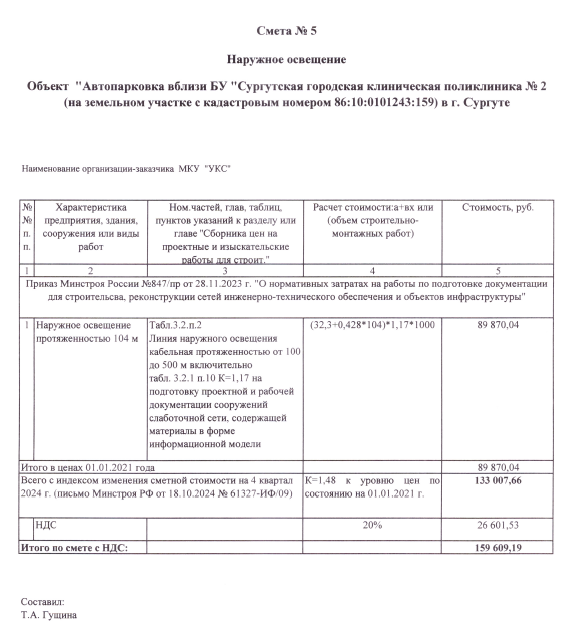 Смета № 5
Наружное освещение
Объект "Автопарковка вблизи БУ "Сургутская городская клиническая поликлиника № 2
(на земельном участке с кадастровым номером 86:10:0101243:159) в г. Сургуте
Наименование организации-заказчика МКУ "УКС"
№ № п. п.
Характеристика
предприятия, здания,
сооружения или виды
работ
Ном.частей, глав, таблиц,
пунктов указаний к разделу или
главе "Сборника цен на
проектные и изыскательские
работы для строит."
Расчет стоимости:а+вх или
(объем строительно-
монтажных работ)
Стоимость, руб.
1 2 3 4 5
Приказ Минстроя России №847/пр от 28.11.2023 г. "О нормативных затратах на работы по подготовке документации
для строительсва, реконструкции сетей инженерно-технического обеспечения и объектов инфраструктуры"
1 Наружное освещение
протяженностью 104 м
Табл.3.2.п.2
Линия наружного освещения
кабельная протяженностью от 100
до 500 м включительно
табл. 3.2.1 п.10 К=1,17 на
подготовку проектной и рабочей
документации сооружений
слаботочной сети, содержащей
материалы в форме
информационной модели
(32,3+0,428*104)*1,17*1000
89 870,04
Итого в ценах 01.01.2021 года 89 870,04
Всего с индексом изменения сметной стоимости на 4 квартал
2024 г. (письмо Минстроя РФ от 18.10.2024 № 61327-ИФ/09)
К=1,48 к уровню цен по
состоянию на 01.01.2021 г.
133 007,66
НДС 20% 26 601,53
Итого по смете с НДС: 159 609,19
Составил:
Т.А. Гущина